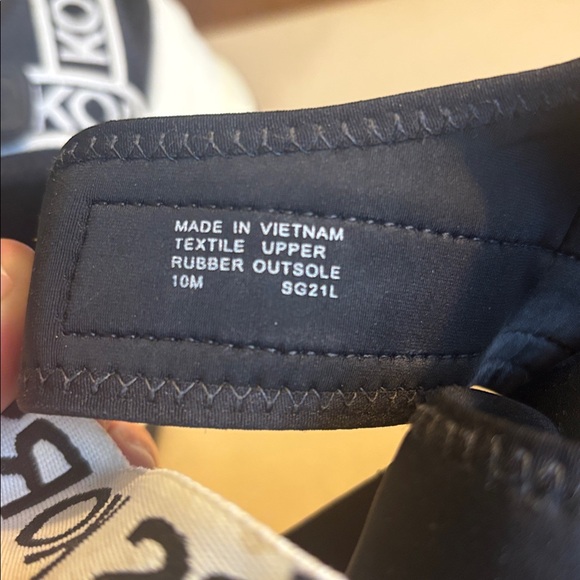 MADE IN VIETNAM
TEXTILE UPPER
RUBBER OUTSOLE
10M SG21L